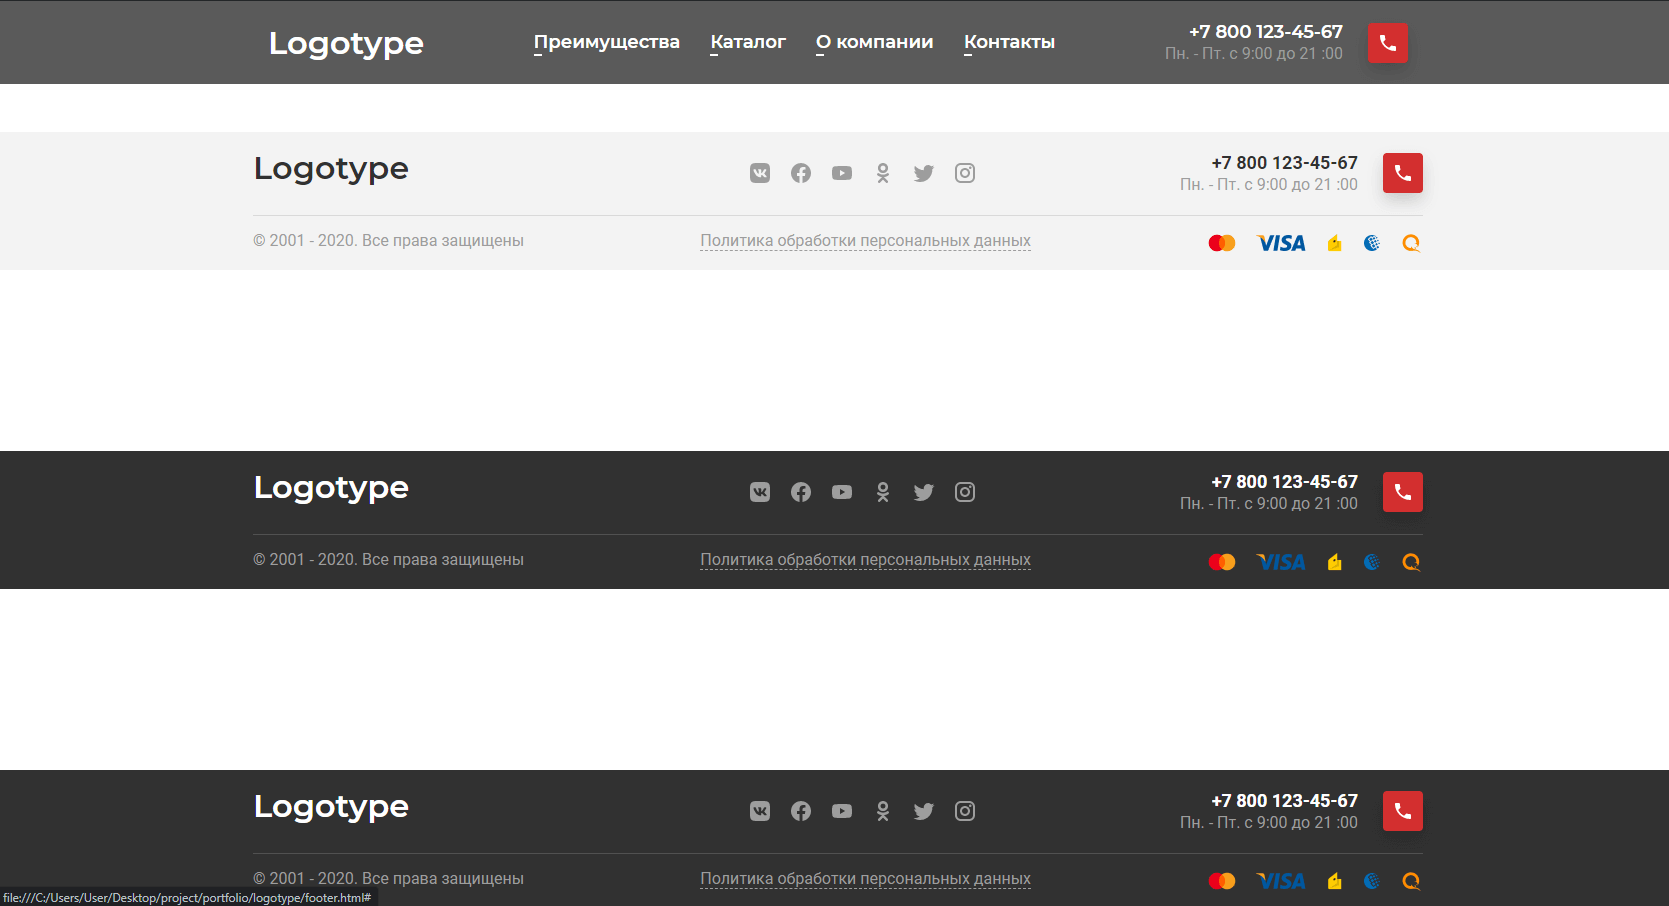 Logotype Преимущества Каталог О компании Контакты +7 800 123-45-67
Пн. - Пт. с 9:00 до 21 :00
Logotype +7 800 123-45-67
Пн. - Пт. с 9:00 до 21 :00
© 2001 - 2020. Все права защищены Политика обработки персональных данных VISA
Logotype +7 800 123-45-67
Пн. - Пт. с 9:00 до 21 :00
© 2001 - 2020. Все права защищены Политика обработки персональных данных VISA
Logotype +7 800 123-45-67
Пн. - Пт. с 9:00 до 21 :00
© 2001 - 2020. Все права защищены Политика обработки персональных данных VISA
file:///C:/Users/User/Desktop/project/portfolio/logotype/footer.html#